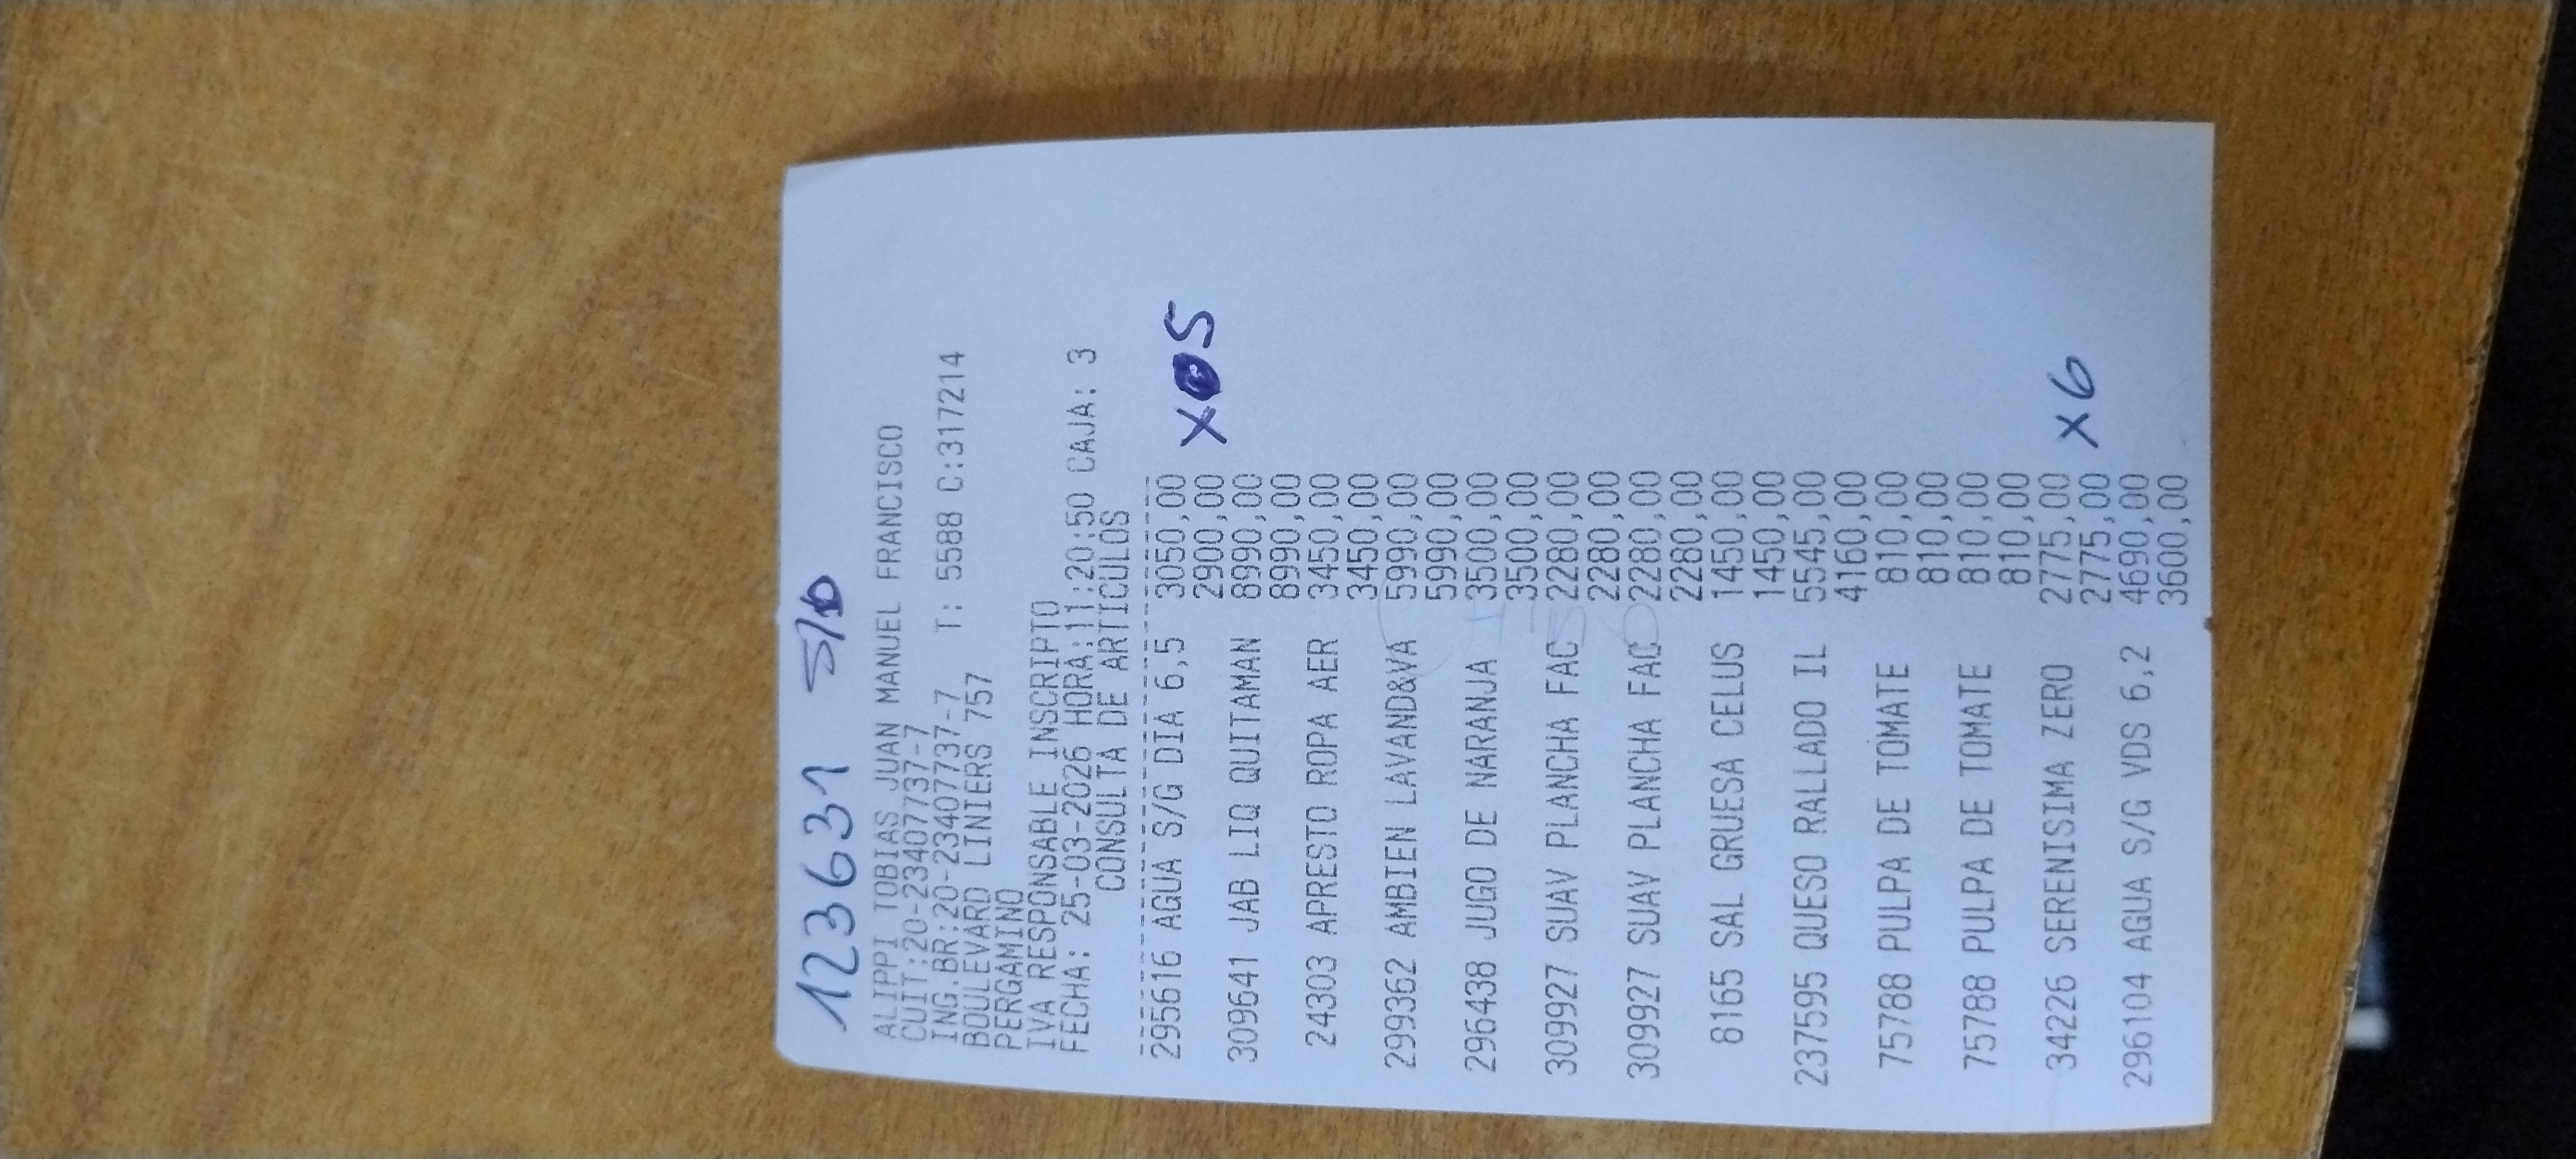 123631 S/D
ALIPPI TOBIAS JUAN MANUEL FRANCISCO
CUIT:20-23407737-7
ING.BR:20-23407737-7 T: 5588 C:317214
BOULEVARD LINIERS 757
PERGAMINO
IVA RESPONSABLE INSCRIPTO
FECHA: 25-03-2026 HORA:11:20:50 CAJA: 3
CONSULTA DE ARTICULOS
295616 AGUA S/G DIA 6,5 3050,00
2900,00 X05
309641 JAB LIQ QUITAMAN 8990,00
8990,00
24303 APRESTO ROPA AER 3450,00
3450,00
299362 AMBIEN LAVAND&VA 5990,00
5990,00
296438 JUGO DE NARANJA 3500,00
3500,00
309927 SUAV PLANCHA FAC 2280,00
2280,00
309927 SUAV PLANCHA FAC 2280,00
2280,00
8165 SAL GRUESA CELUS 1450,00
1450,00
237595 QUESO RALLADO IL 5545,00
4160,00
75788 PULPA DE TOMATE 810,00
810,00
75788 PULPA DE TOMATE 810,00
810,00
34226 SERENISIMA ZERO 2775,00
2775,00 X6
296104 AGUA S/G VDS 6,2 4690,00
3600,00